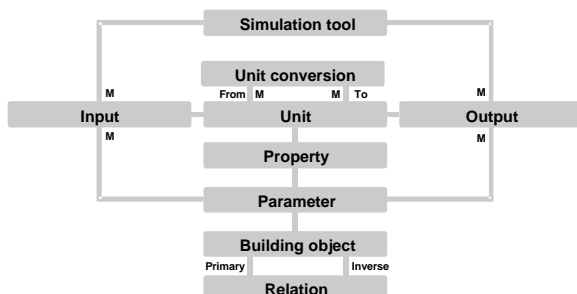 Simulation tool
Unit conversion
M From M M To M
Input Unit Output
M M
Property
Parameter
Building object
Primary Inverse
Relation